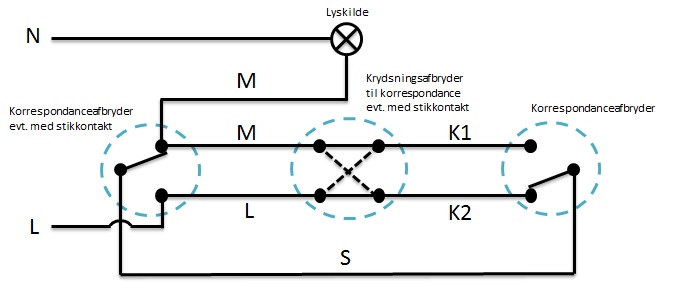 Lyskilde
N
M
Krydsningsafbryder
til korrespondance
evt. med stikkontakt
Korrespondanceafbryder
evt. med stikkontakt
Korrespondanceafbryder
M
K1
L
K2
L
S